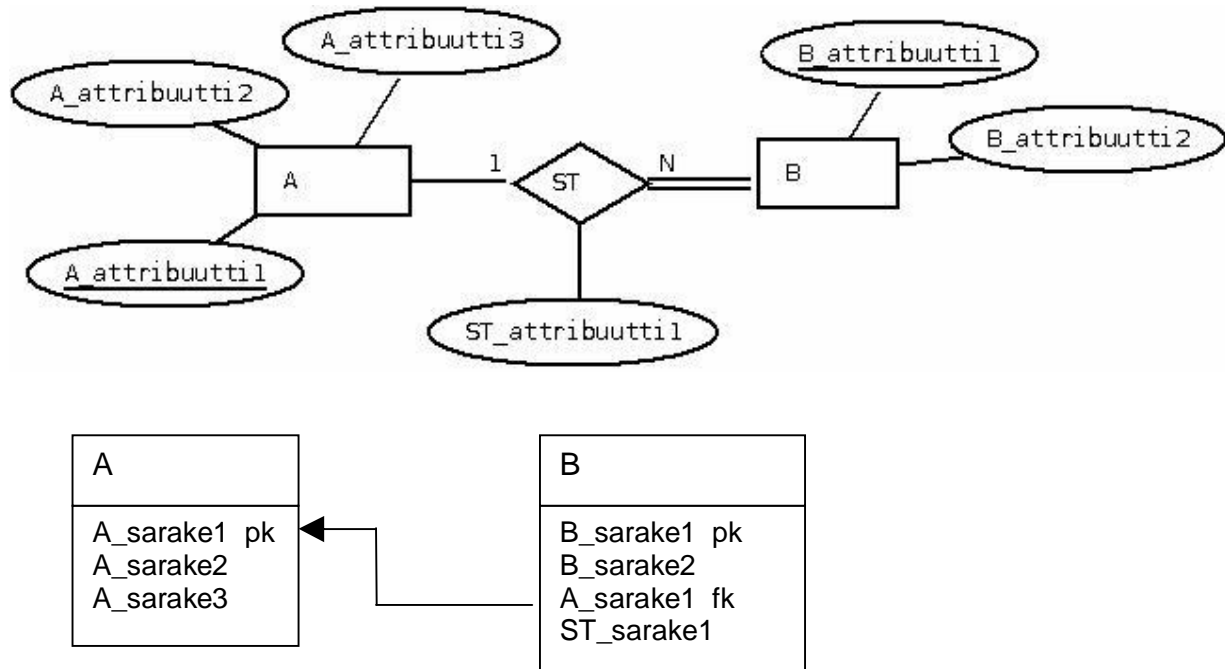 A_attribuutti3
B_attribuutti1
A_attribuutti2
B_attribuutti2
A
1
ST
N
B
A_attribuutti1
ST_attribuutti1
A
A_sarake1 pk
A_sarake2
A_sarake3
B
B_sarake1 pk
B_sarake2
A_sarake1 fk
ST_sarake1